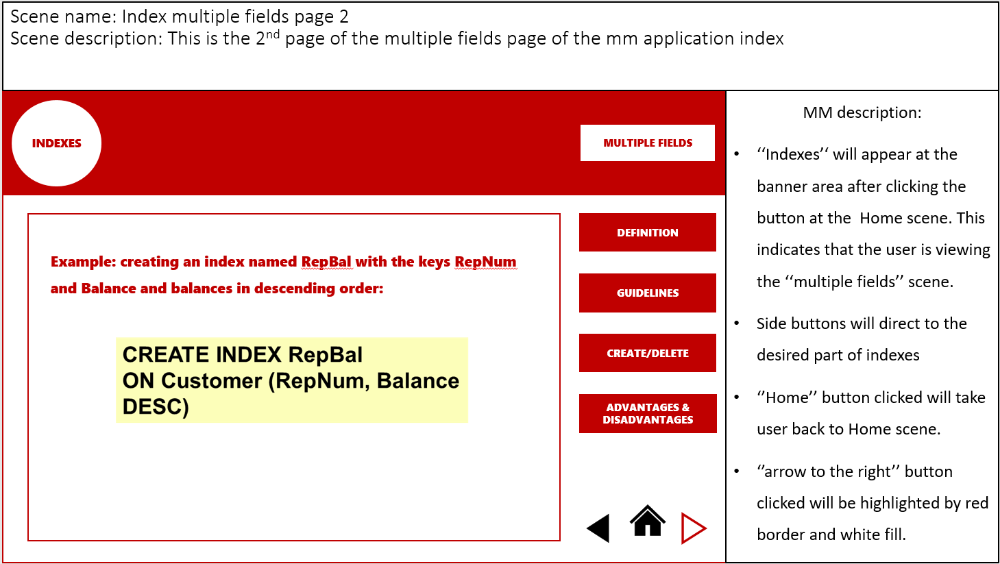 Scene name: Index multiple fields page 2
Scene description: This is the 2nd page of the multiple fields page of the mm application index
INDEXES
MULTIPLE FIELDS
Example: creating an index named RepBal with the keys RepNum
and Balance and balances in descending order:
CREATE INDEX RepBal
ON Customer (RepNum, Balance
DESC)
DEFINITION
GUIDELINES
CREATE/DELETE
ADVANTAGES &
DISADVANTAGES
MM description:
• ‘‘Indexes’‘ will appear at the
banner area after clicking the
button at the  Home scene. This
indicates that the user is viewing
the ‘‘multiple fields’’ scene.
• Side buttons will direct to the
desired part of indexes
• ‘’Home’’ button clicked will take
user back to Home scene.
• ‘’arrow to the right’’ button
clicked will be highlighted by red
border and white fill.